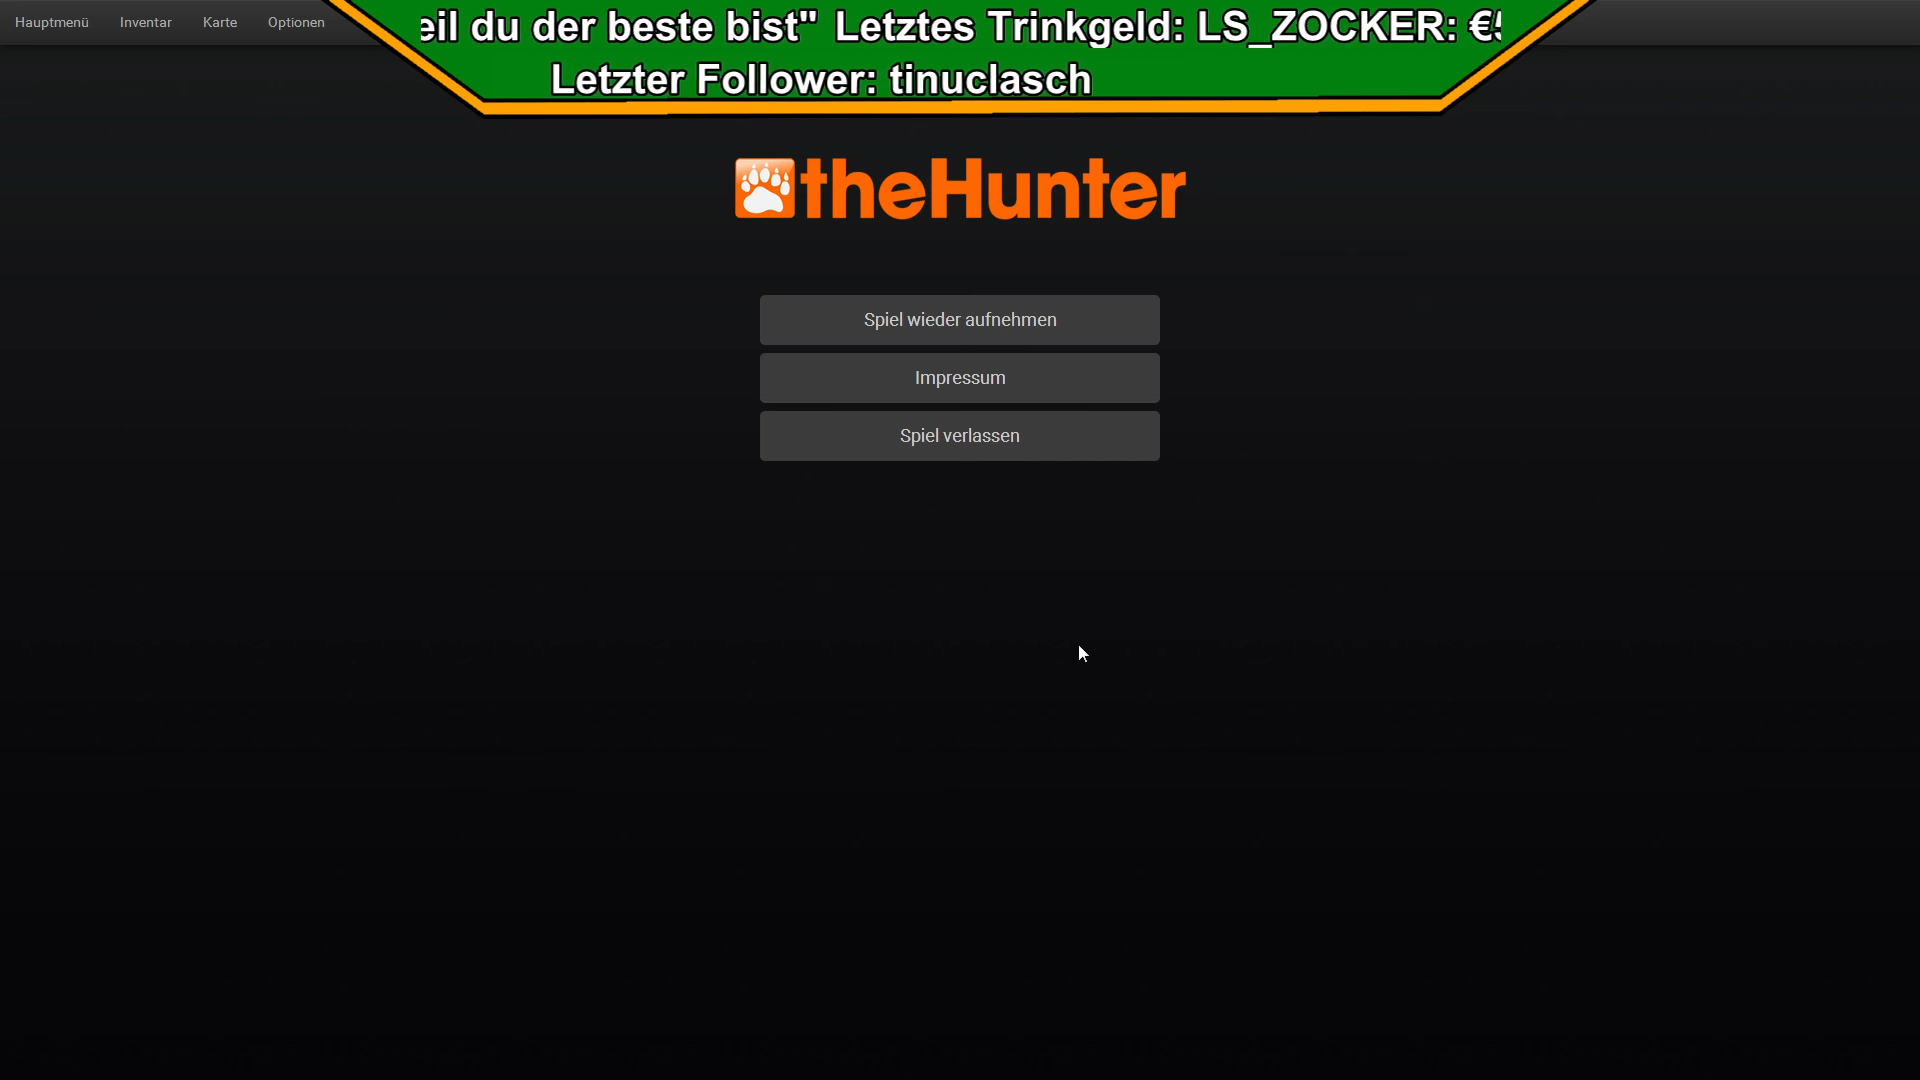 Hauptmenü Inventar Karte Optionen
du der beste bist" Letztes Trinkgeld: LS_ZOCKER:
Letzter Follower: tinuclasch
theHunter
Spiel wieder aufnehmen
Impressum
Spiel verlassen